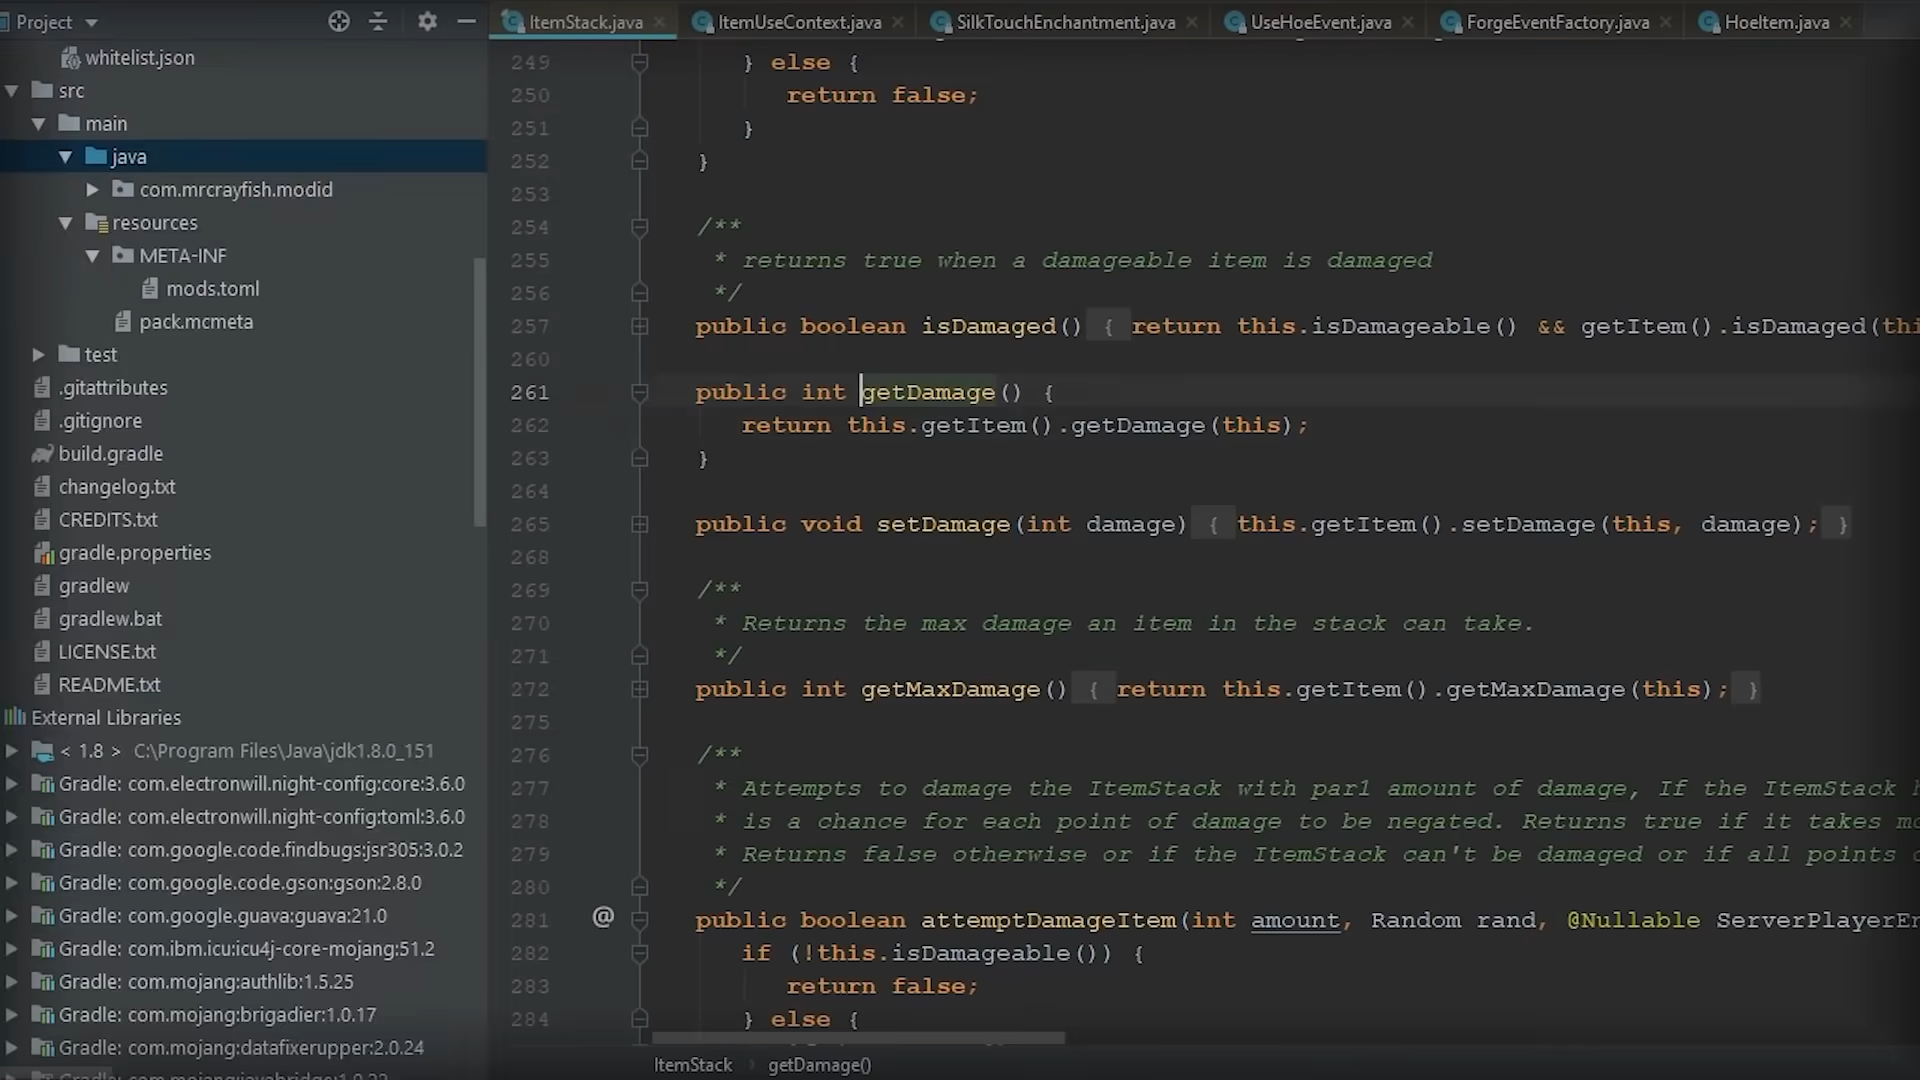 Project
ItemStack.java
ItemUseContext.java
SilkTouchEnchantment.java
UseHoeEvent.java
ForgeEventFactory.java
HoeItem.java
whitelist.json
src
main
java
com.mrcrayfish.modid
resources
META-INF
mods.toml
pack.mcmeta
test
.gitattributes
.gitignore
build.gradle
changelog.txt
CREDITS.txt
gradle.properties
gradlew
gradlew.bat
LICENSE.txt
README.txt
External Libraries
< 1.8 > C:\Program Files\Java\jdk1.8.0_151
Gradle: com.electronwill.night-config:core:3.6.0
Gradle: com.electronwill.night-config:toml:3.6.0
Gradle: com.google.code.findbugs:jsr305:3.0.2
Gradle: com.google.code.gson:gson:2.8.0
Gradle: com.google.guava:guava:21.0
Gradle: com.ibm.icu:icu4j-core-mojang:51.2
Gradle: com.mojang:authlib:1.5.25
Gradle: com.mojang:brigadier:1.0.17
Gradle: com.mojang:datafixerupper:2.0.24
249 } else {
250 return false;
251 }
252 }
253
254 /**
255 * returns true when a damageable item is damaged
256 */
257 public boolean isDamaged() { return this.isDamageable() && getItem().isDamaged(thi
260
261 public int getDamage() {
262 return this.getItem().getDamage(this);
263 }
264
265 public void setDamage(int damage) { this.getItem().setDamage(this, damage); }
268
269 /**
270 * Returns the max damage an item in the stack can take.
271 */
272 public int getMaxDamage() { return this.getItem().getMaxDamage(this); }
275
276 /**
277 * Attempts to damage the ItemStack with par1 amount of damage, If the ItemStack
278 * is a chance for each point of damage to be negated. Returns true if it takes
279 * Returns false otherwise or if the ItemStack can't be damaged or if all points
280 */
281 @ public boolean attemptDamageItem(int amount, Random rand, @Nullable ServerPlayerEn
282 if (!this.isDamageable()) {
283 return false;
284 } else {
ItemStack getDamage()